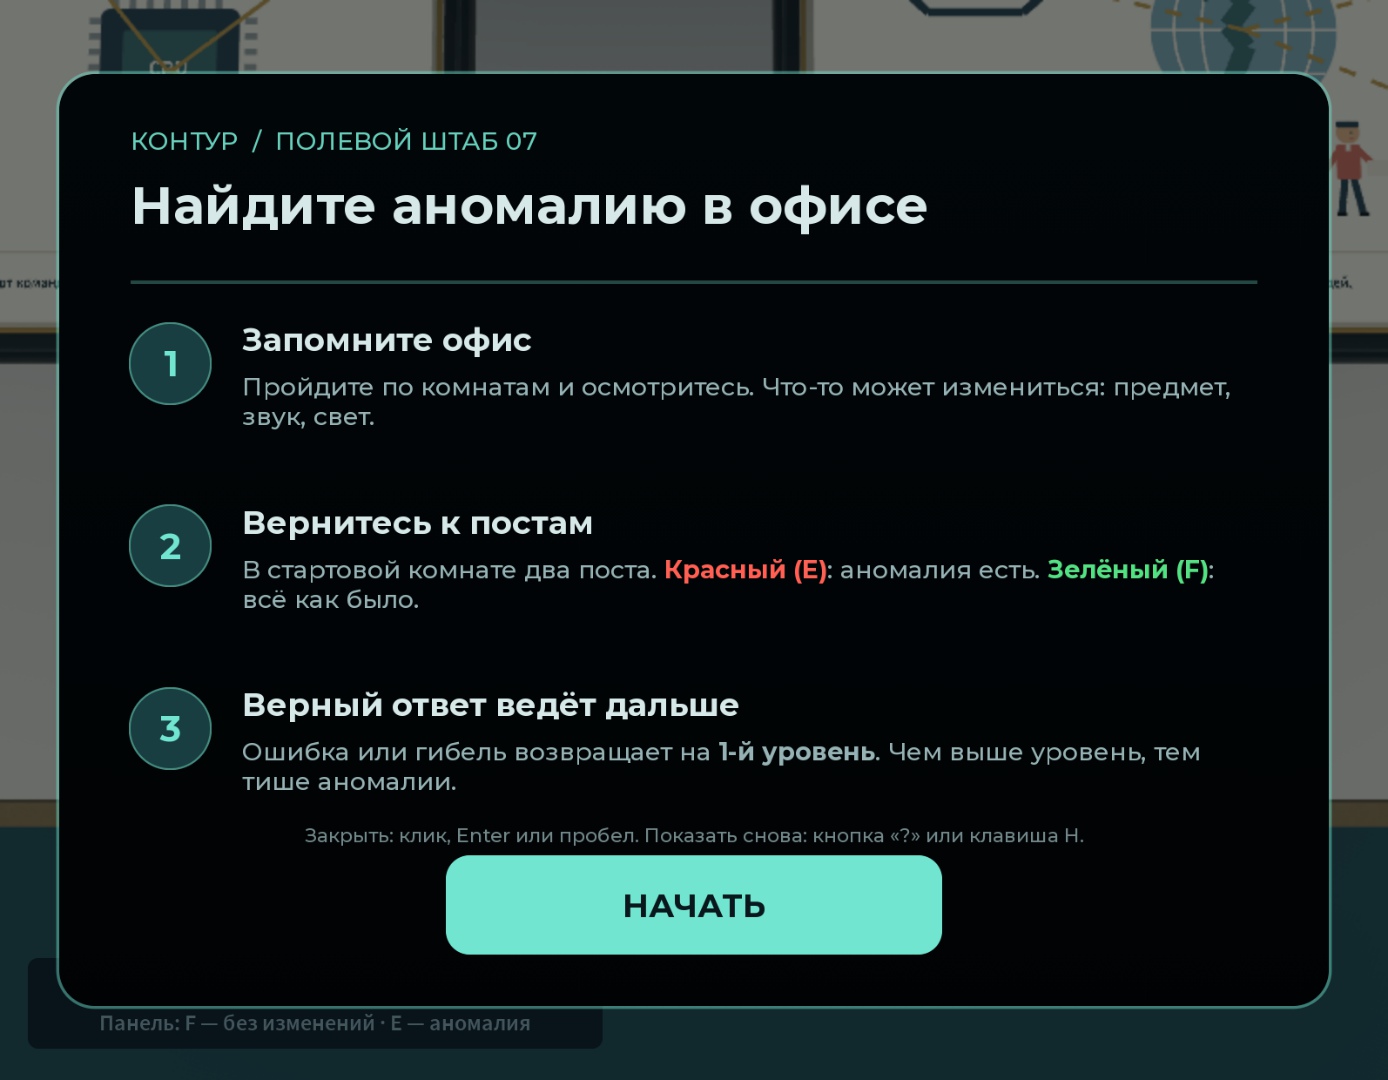 CPU
КОНТУР / ПОЛЕВОЙ ШТАБ 07
Найдите аномалию в офисе
1
Запомните офис
Пройдите по комнатам и осмотритесь. Что-то может измениться: предмет,
звук, свет.
2
Вернитесь к постам
В стартовой комнате два поста. Красный (E): аномалия есть. Зелёный (F):
всё как было.
3
Верный ответ ведёт дальше
Ошибка или гибель возвращает на 1-й уровень. Чем выше уровень, тем
тише аномалии.
Закрыть: клик, Enter или пробел. Показать снова: кнопка «?» или клавиша H.
НАЧАТЬ
Панель: F — без изменений · E — аномалия